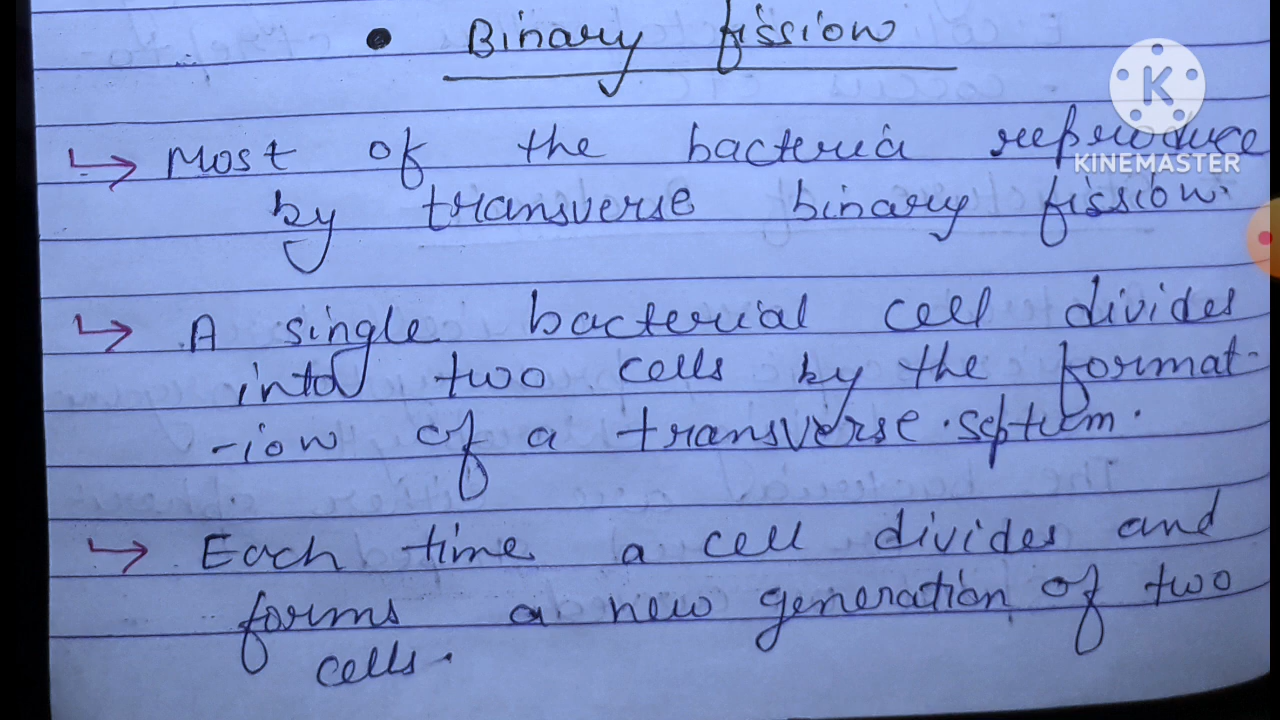 • Binary fission
↳ Most of the bacteria reproduce
by transverse binary fission.
↳ A single bacterial cell divides
into two cells by the format-
-ion of a transverse septum.
↳ Each time a cell divides and
forms a new generation of two
cells.
K
KINEMASTER